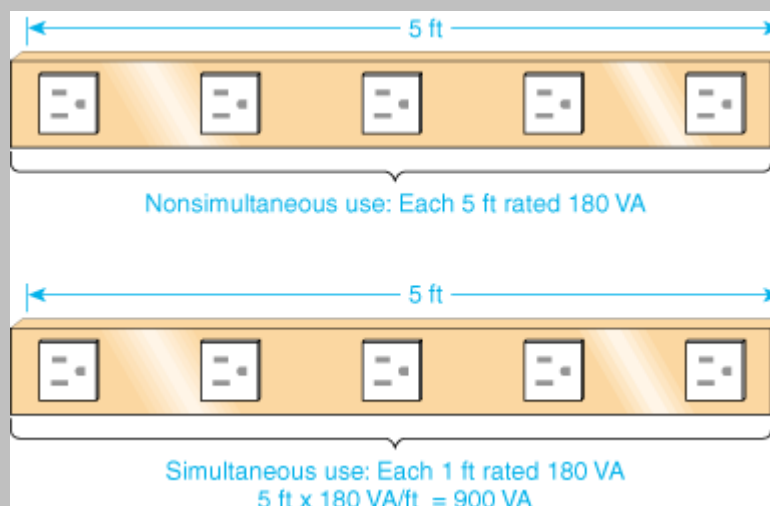 5 ft
Nonsimultaneous use: Each 5 ft rated 180 VA
5 ft
Simultaneous use: Each 1 ft rated 180 VA
5 ft x 180 VA/ft = 900 VA